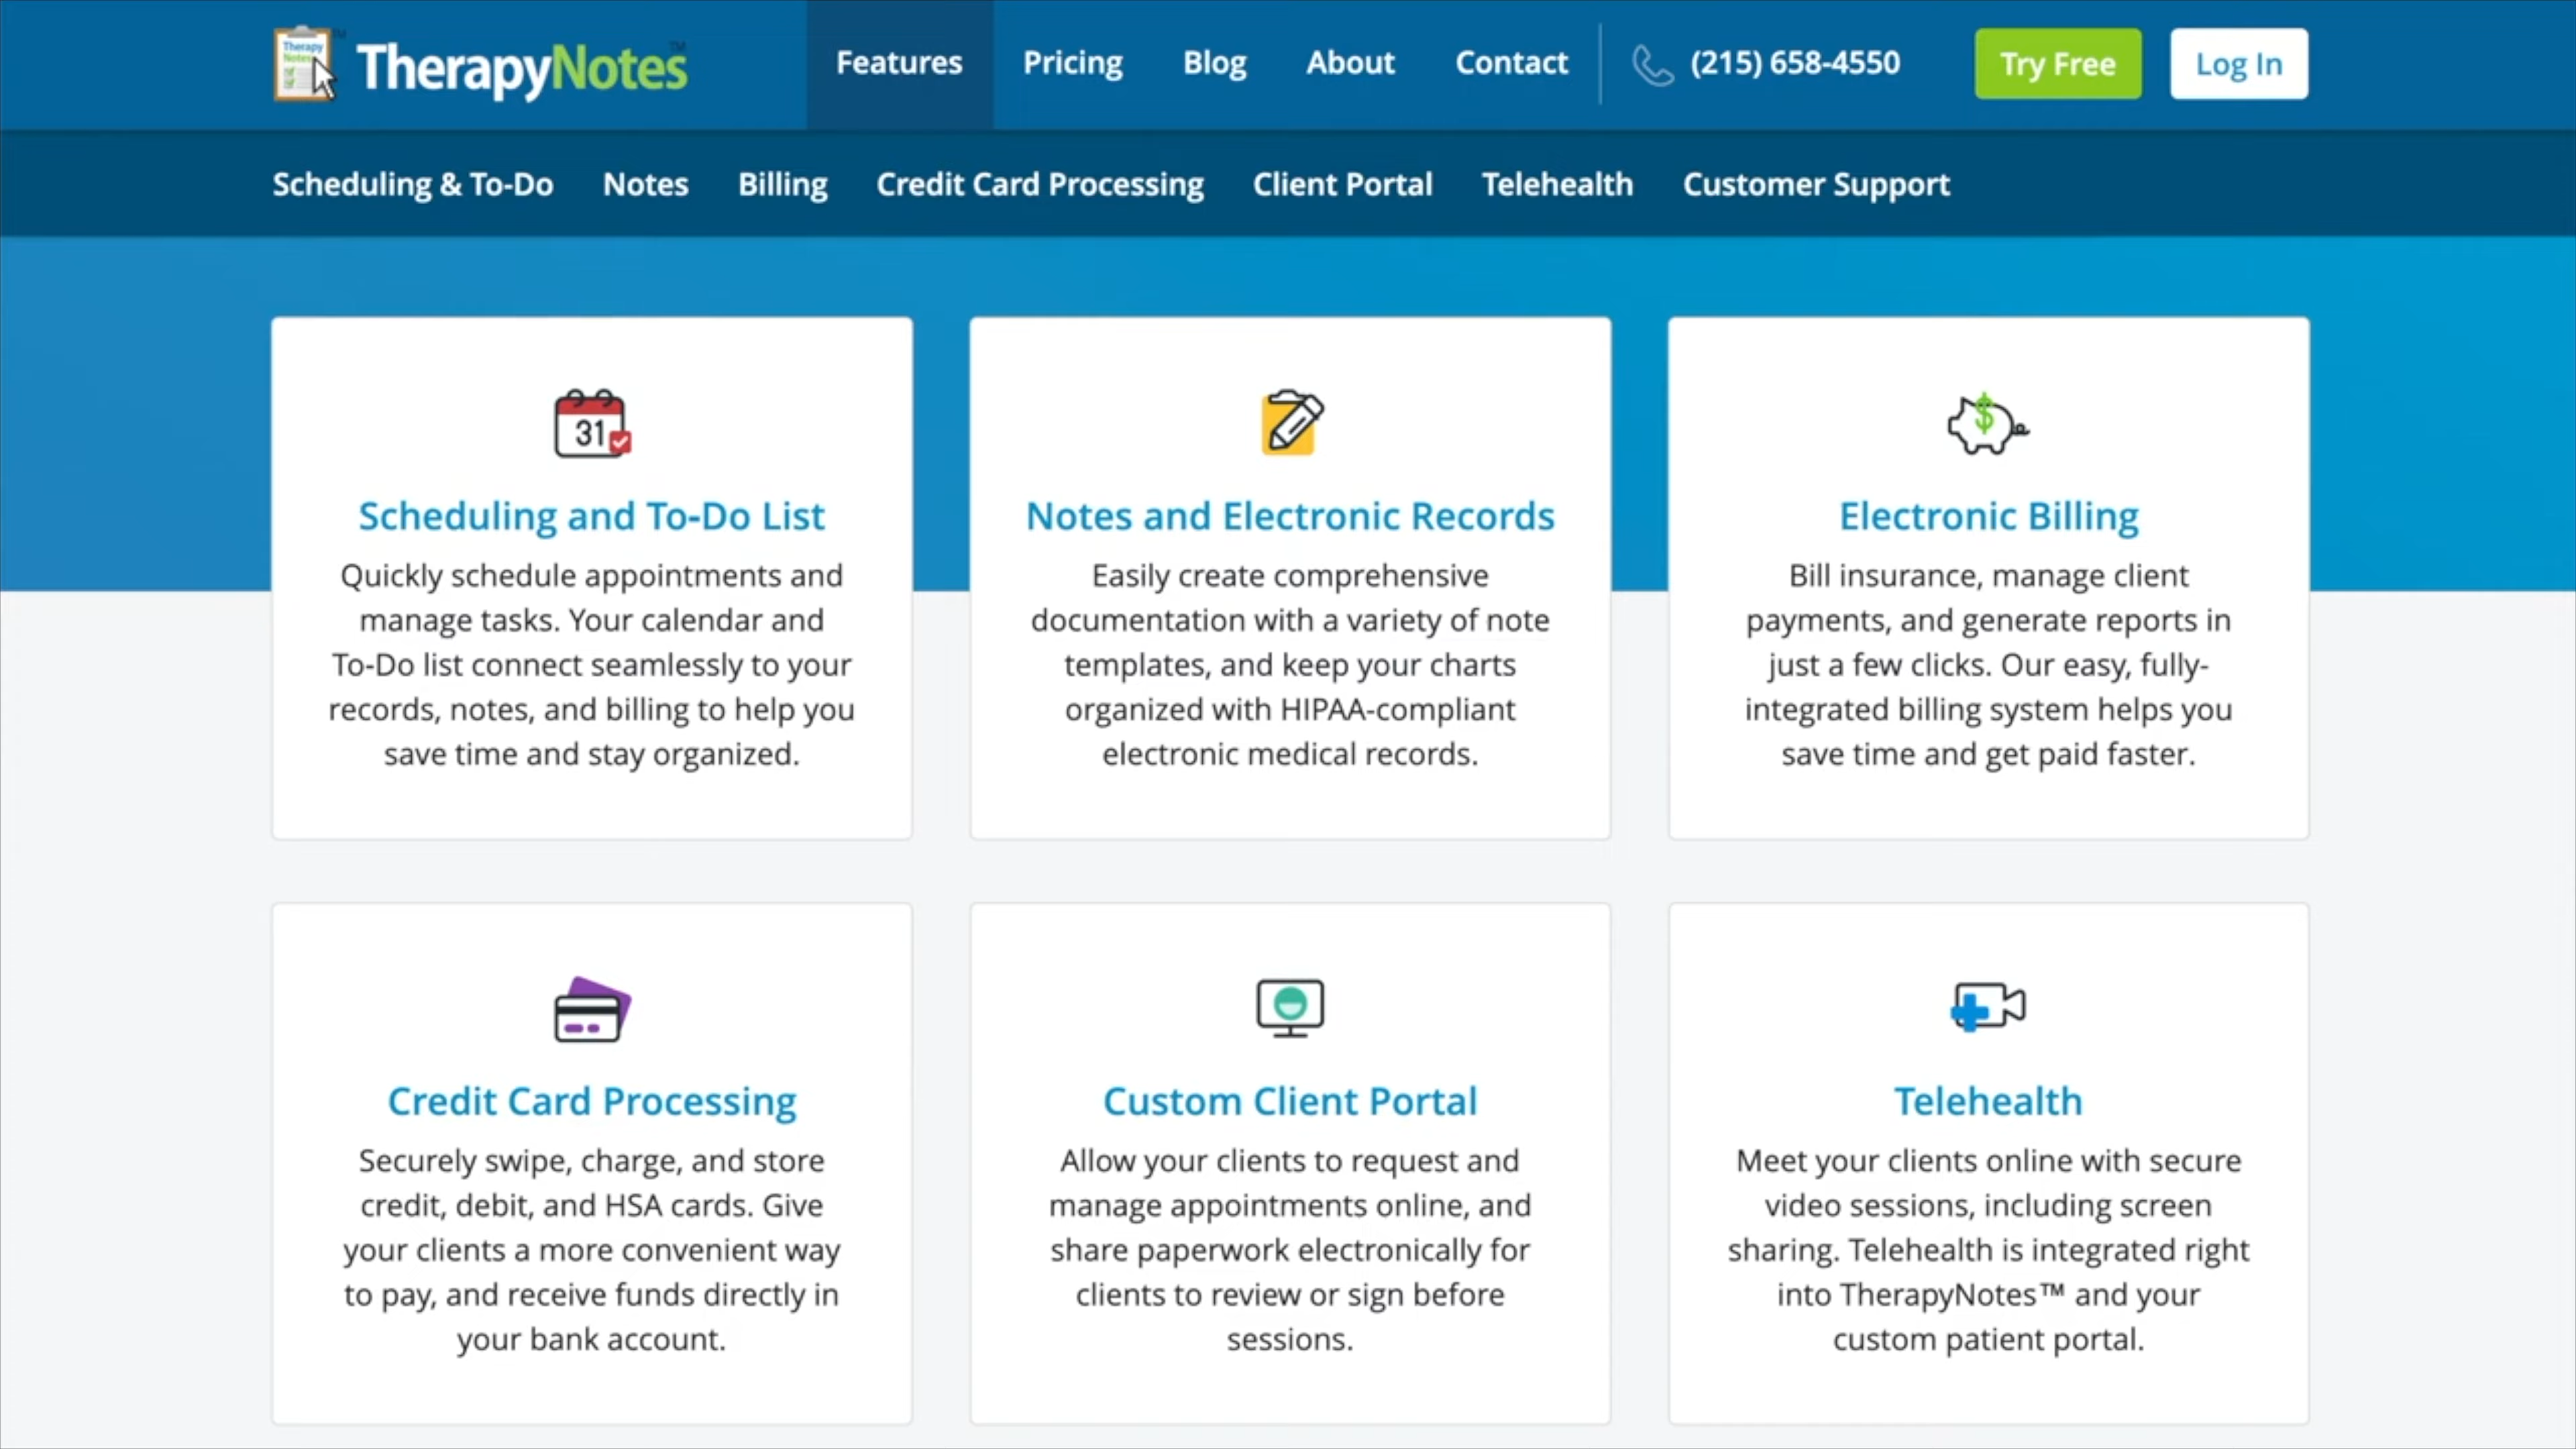 Therapy
Notes
TM
TherapyNotes
TM
Features
Pricing
Blog
About
Contact
(215) 658-4550
Try Free
Log In
Scheduling & To-Do
Notes
Billing
Credit Card Processing
Client Portal
Telehealth
Customer Support
31
Scheduling and To-Do List
Quickly schedule appointments and
manage tasks. Your calendar and
To-Do list connect seamlessly to your
records, notes, and billing to help you
save time and stay organized.
Notes and Electronic Records
Easily create comprehensive
documentation with a variety of note
templates, and keep your charts
organized with HIPAA-compliant
electronic medical records.
$
Electronic Billing
Bill insurance, manage client
payments, and generate reports in
just a few clicks. Our easy, fully-
integrated billing system helps you
save time and get paid faster.
Credit Card Processing
Securely swipe, charge, and store
credit, debit, and HSA cards. Give
your clients a more convenient way
to pay, and receive funds directly in
your bank account.
Custom Client Portal
Allow your clients to request and
manage appointments online, and
share paperwork electronically for
clients to review or sign before
sessions.
Telehealth
Meet your clients online with secure
video sessions, including screen
sharing. Telehealth is integrated right
into TherapyNotes™ and your
custom patient portal.